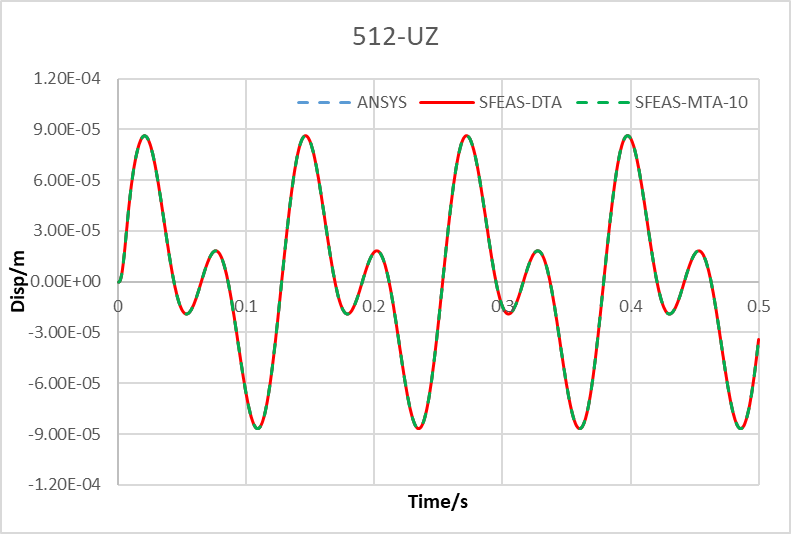 512-UZ
1.20E-04
ANSYS SFEAS-DTA SFEAS-MTA-10
9.00E-05
6.00E-05
3.00E-05
0.00E+00
0 0.1 0.2 0.3 0.4 0.5
-3.00E-05
-6.00E-05
-9.00E-05
-1.20E-04
Disp/m
Time/s